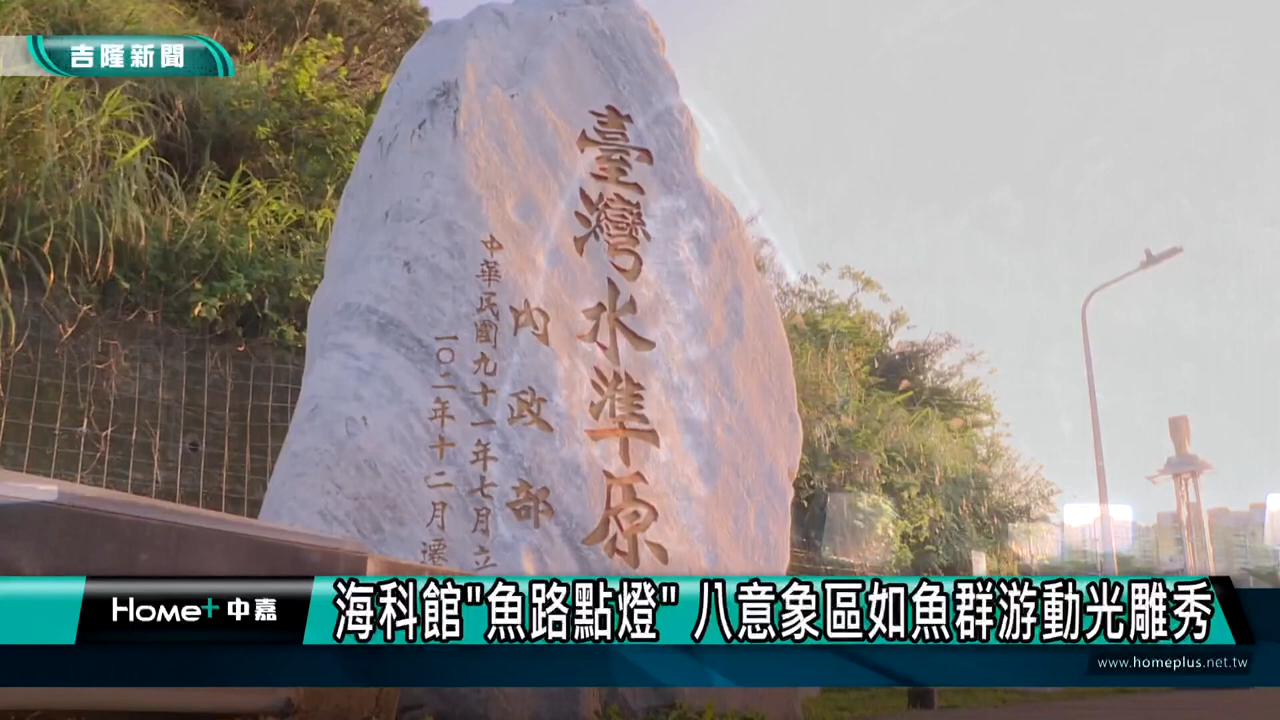 吉隆新聞
臺灣水準原
內政部
中華民國九十一年七月立
一〇二年十二月遷
Home+ 中嘉
海科館"魚路點燈" 八意象區如魚群游動光雕秀
www.homeplus.net.tw